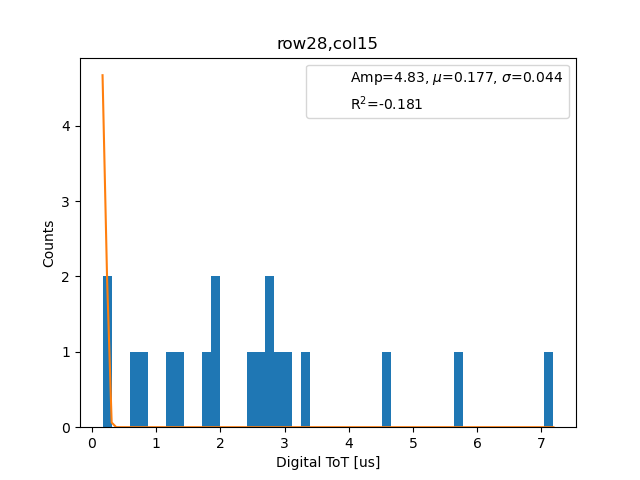 row28,col15
Amp=4.83, μ=0.177, σ=0.044
R²=-0.181
Counts
4
3
2
1
0
0 1 2 3 4 5 6 7
Digital ToT [us]